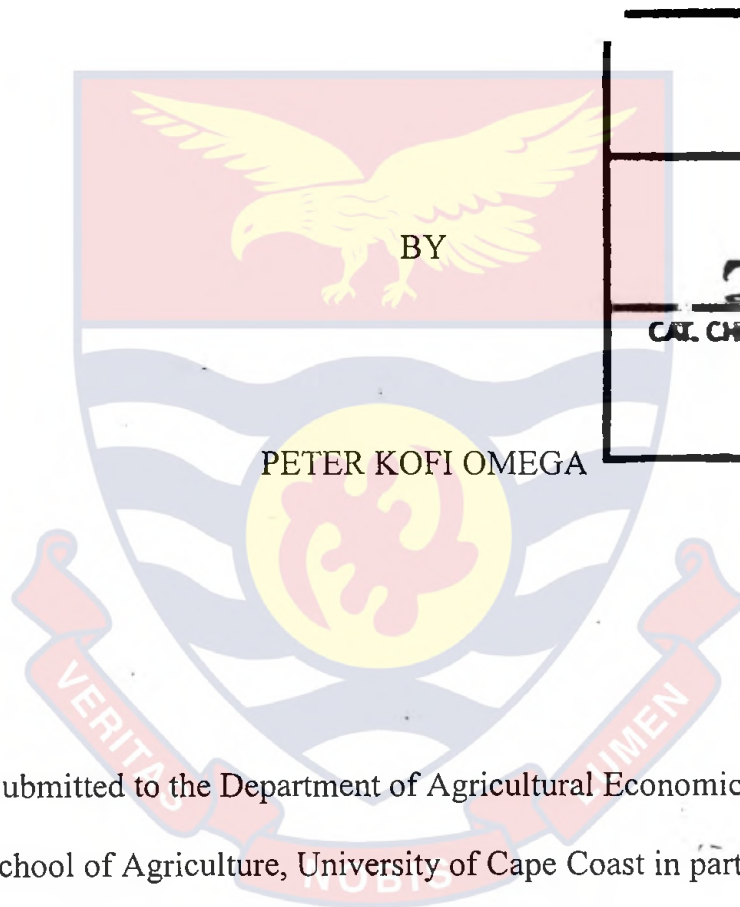 BY
CAT. CH
PETER KOFI OMEGA
VERITAS NOBIS LUMEN
ubmitted to the Department of Agricultural Economic
chool of Agriculture, University of Cape Coast in part